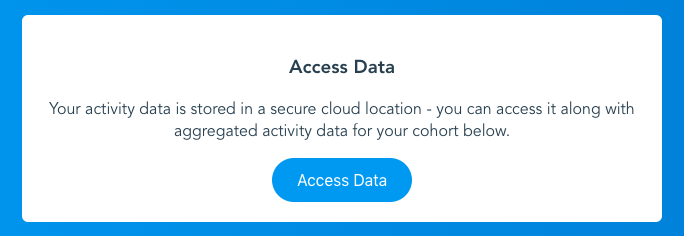 Access Data
Your activity data is stored in a secure cloud location - you can access it along with
aggregated activity data for your cohort below.
Access Data